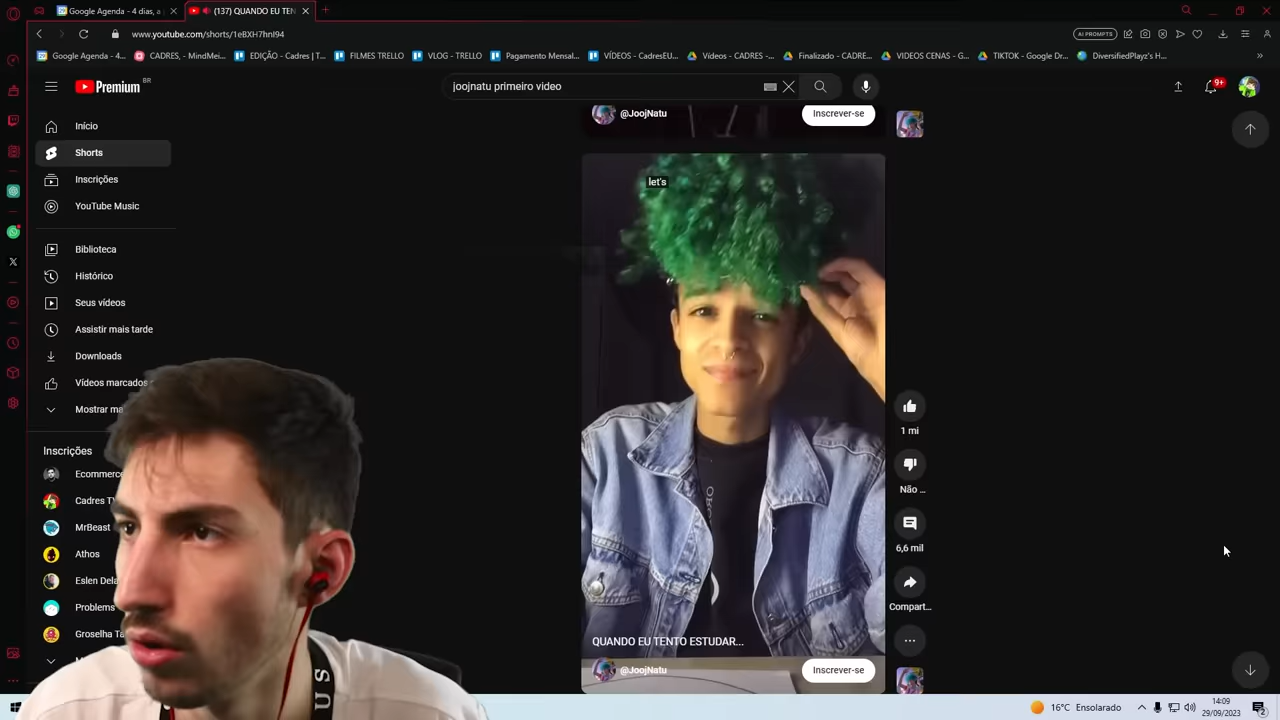 Google Agenda - 4 dias, a
(137) QUANDO EU TEN
www.youtube.com/shorts/1eBXH7hnI94
AI PROMPTS
Google Agenda - 4...
CADRES, - MindMei...
EDIÇÃO - Cadres | T...
FILMES TRELLO
VLOG - TRELLO
Pagamento Mensal...
VÍDEOS - CadresEU...
Vídeos - CADRES -...
Finalizado - CADRE...
VIDEOS CENAS - G...
TIKTOK - Google Dr...
DiversifiedPlayz's H...
Premium BR
joojnatu primeiro video
9+
Início
Shorts
Inscrições
YouTube Music
Biblioteca
Histórico
Seus vídeos
Assistir mais tarde
Downloads
Vídeos marcados
Mostrar ma
Inscrições
Ecommerce
Cadres T
MrBeast
Athos
Eslen Dela
Problems
Groselha Ta
@JoojNatu
Inscrever-se
let's
QUANDO EU TENTO ESTUDAR...
@JoojNatu
Inscrever-se
1 mi
Não ...
6,6 mil
Compart...
...
SU
16°C Ensolarado
14:09
29/09/2023
2